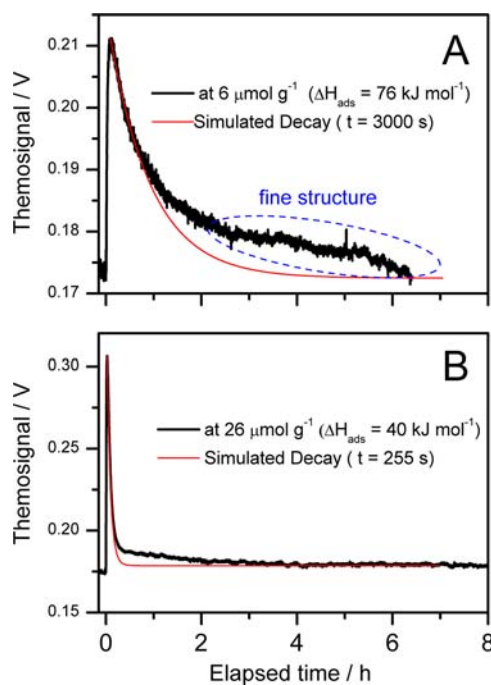 A
0.21
0.20
0.19
0.18
0.17
Themosignal / V
at 6 μmol g⁻¹ (ΔH_ads = 76 kJ mol⁻¹)
Simulated Decay ( t = 3000 s)
fine structure
B
0.30
0.25
0.20
0.15
Themosignal / V
at 26 μmol g⁻¹ (ΔH_ads = 40 kJ mol⁻¹)
Simulated Decay ( t = 255 s)
0 2 4 6 8
Elapsed time / h